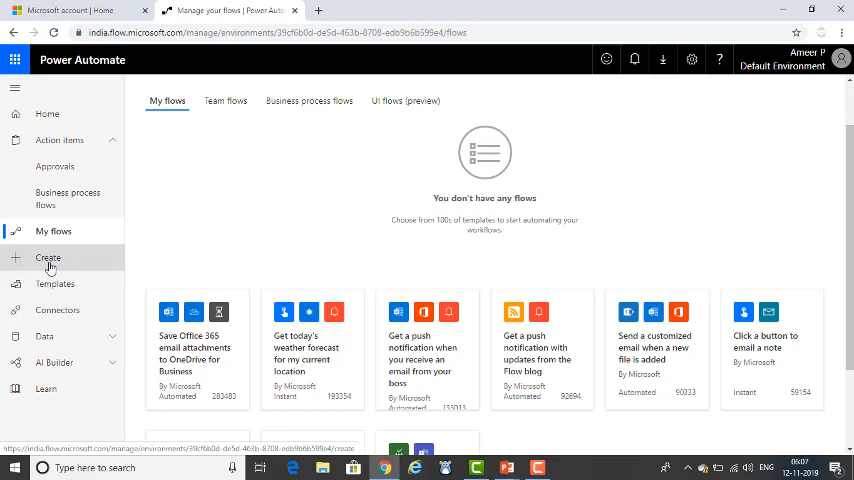 Microsoft account | Home
Manage your flows | Power Autom
india.flow.microsoft.com/manage/environments/39cf6b4d-de5d-464b-8708-edb9b6b599e4/flows
Power Automate
Ameer P
Default Environment
Home
Action items
Approvals
Business process
flows
My flows
Create
Templates
Connectors
Data
AI Builder
Learn
My flows
Team flows
Business process flows
UI flows (preview)
You don't have any flows
Choose from 100s of templates to start automating your
workflows.
Save Office 365
email attachments
to OneDrive for
Business
By Microsoft
Automated 283483
Get today's
weather forecast
for my current
location
By Microsoft
Instant 193354
Get a push
notification when
you receive an
email from your
boss
By Microsoft
Automated 135013
Get a push
notification with
updates from the
Flow blog
By Microsoft
Automated 92694
Send a customized
email when a new
file is added
By Microsoft
Automated 90333
Click a button to
email a note
By Microsoft
Instant 59154
https://india.flow.microsoft.com/manage/environments/39cf6b4d-de5d-464b-8708-edb9b6b599e4/create
Type here to search
ENG
06:07
12-11-2019
2